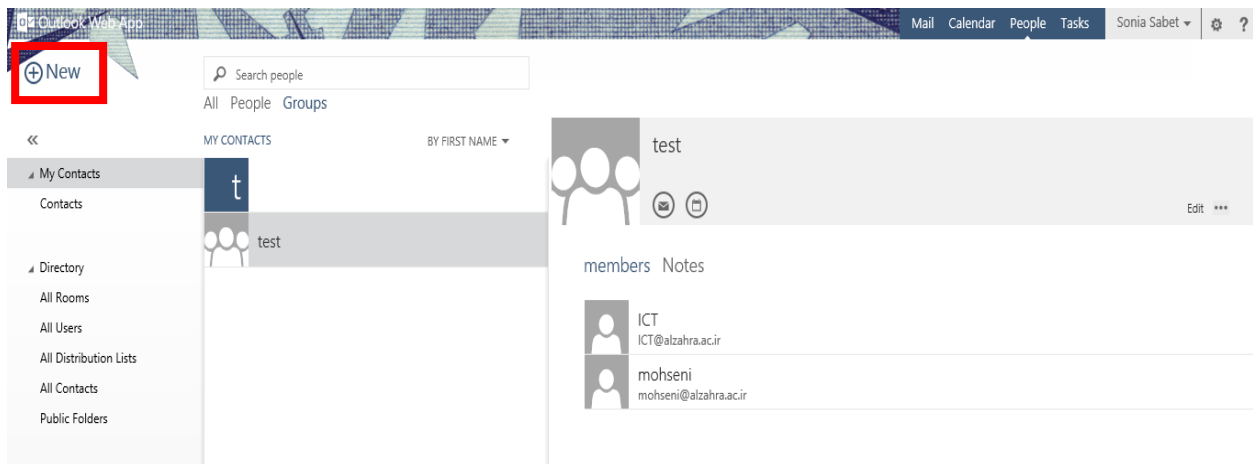 Outlook Web App
Mail Calendar People Tasks Sonia Sabet ?
New
Search people
All People Groups
MY CONTACTS BY FIRST NAME
My Contacts
Contacts
Directory
All Rooms
All Users
All Distribution Lists
All Contacts
Public Folders
t
test
test
Edit •••
members Notes
ICT
ICT@alzahra.ac.ir
mohseni
mohseni@alzahra.ac.ir